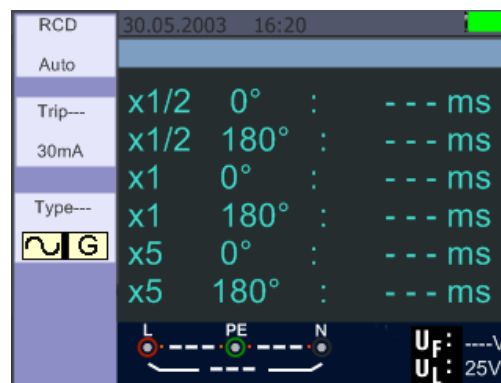 RCD 30.05.2003 16:20
Auto
Trip---
30mA
Type---
G
x1/2 0° : - - - ms
x1/2 180° : - - - ms
x1 0° : - - - ms
x1 180° : - - - ms
x5 0° : - - - ms
x5 180° : - - - ms
L PE N
UF: ----V
UL: 25V